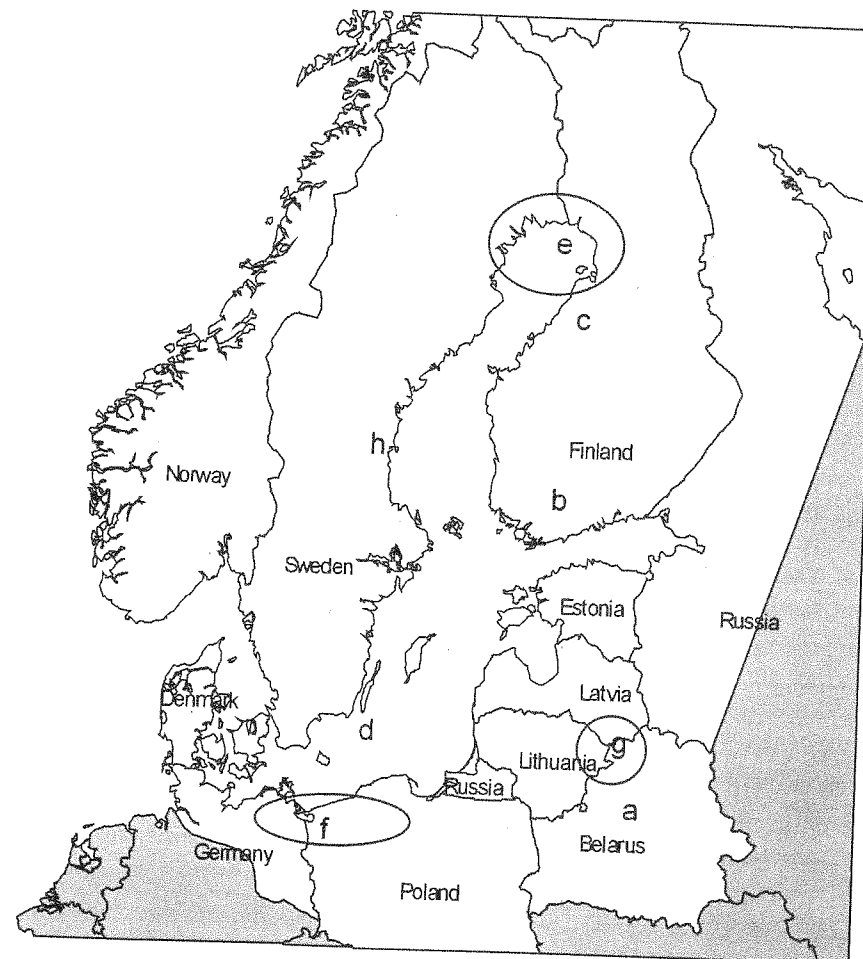 e
c
h
Finland
Norway
b
Sweden
Estonia
Russia
Denmark
Latvia
d
g
Lithuania
Russia
a
f
Belarus
Germany
Poland